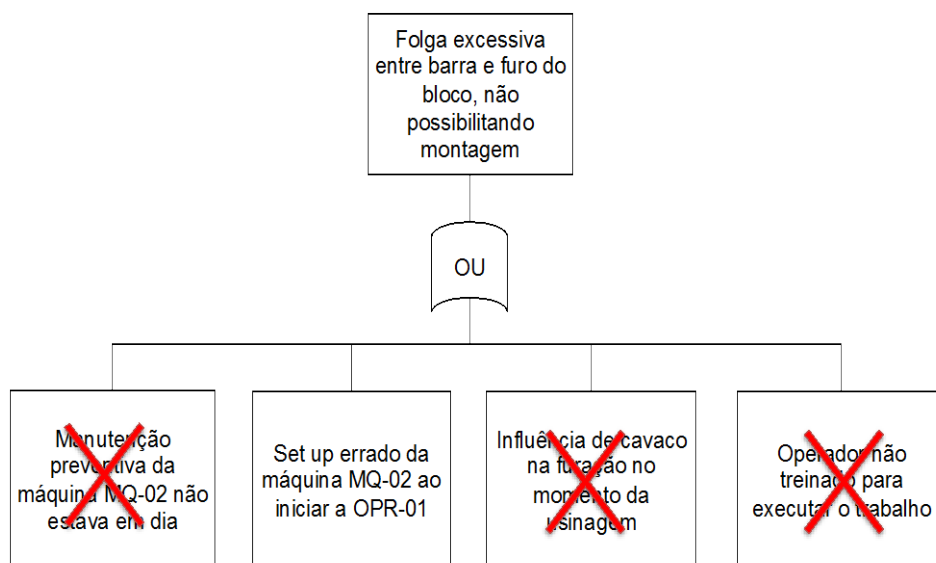 Folga excessiva
entre barra e furo do
bloco, não
possibilitando
montagem
OU
Manutenção
preventiva da
máquina MQ-02 não
estava em dia
Set up errado da
máquina MQ-02 ao
iniciar a OPR-01
Influência de cavaco
na furação no
momento da
usinagem
Operador não
treinado para
executar o trabalho